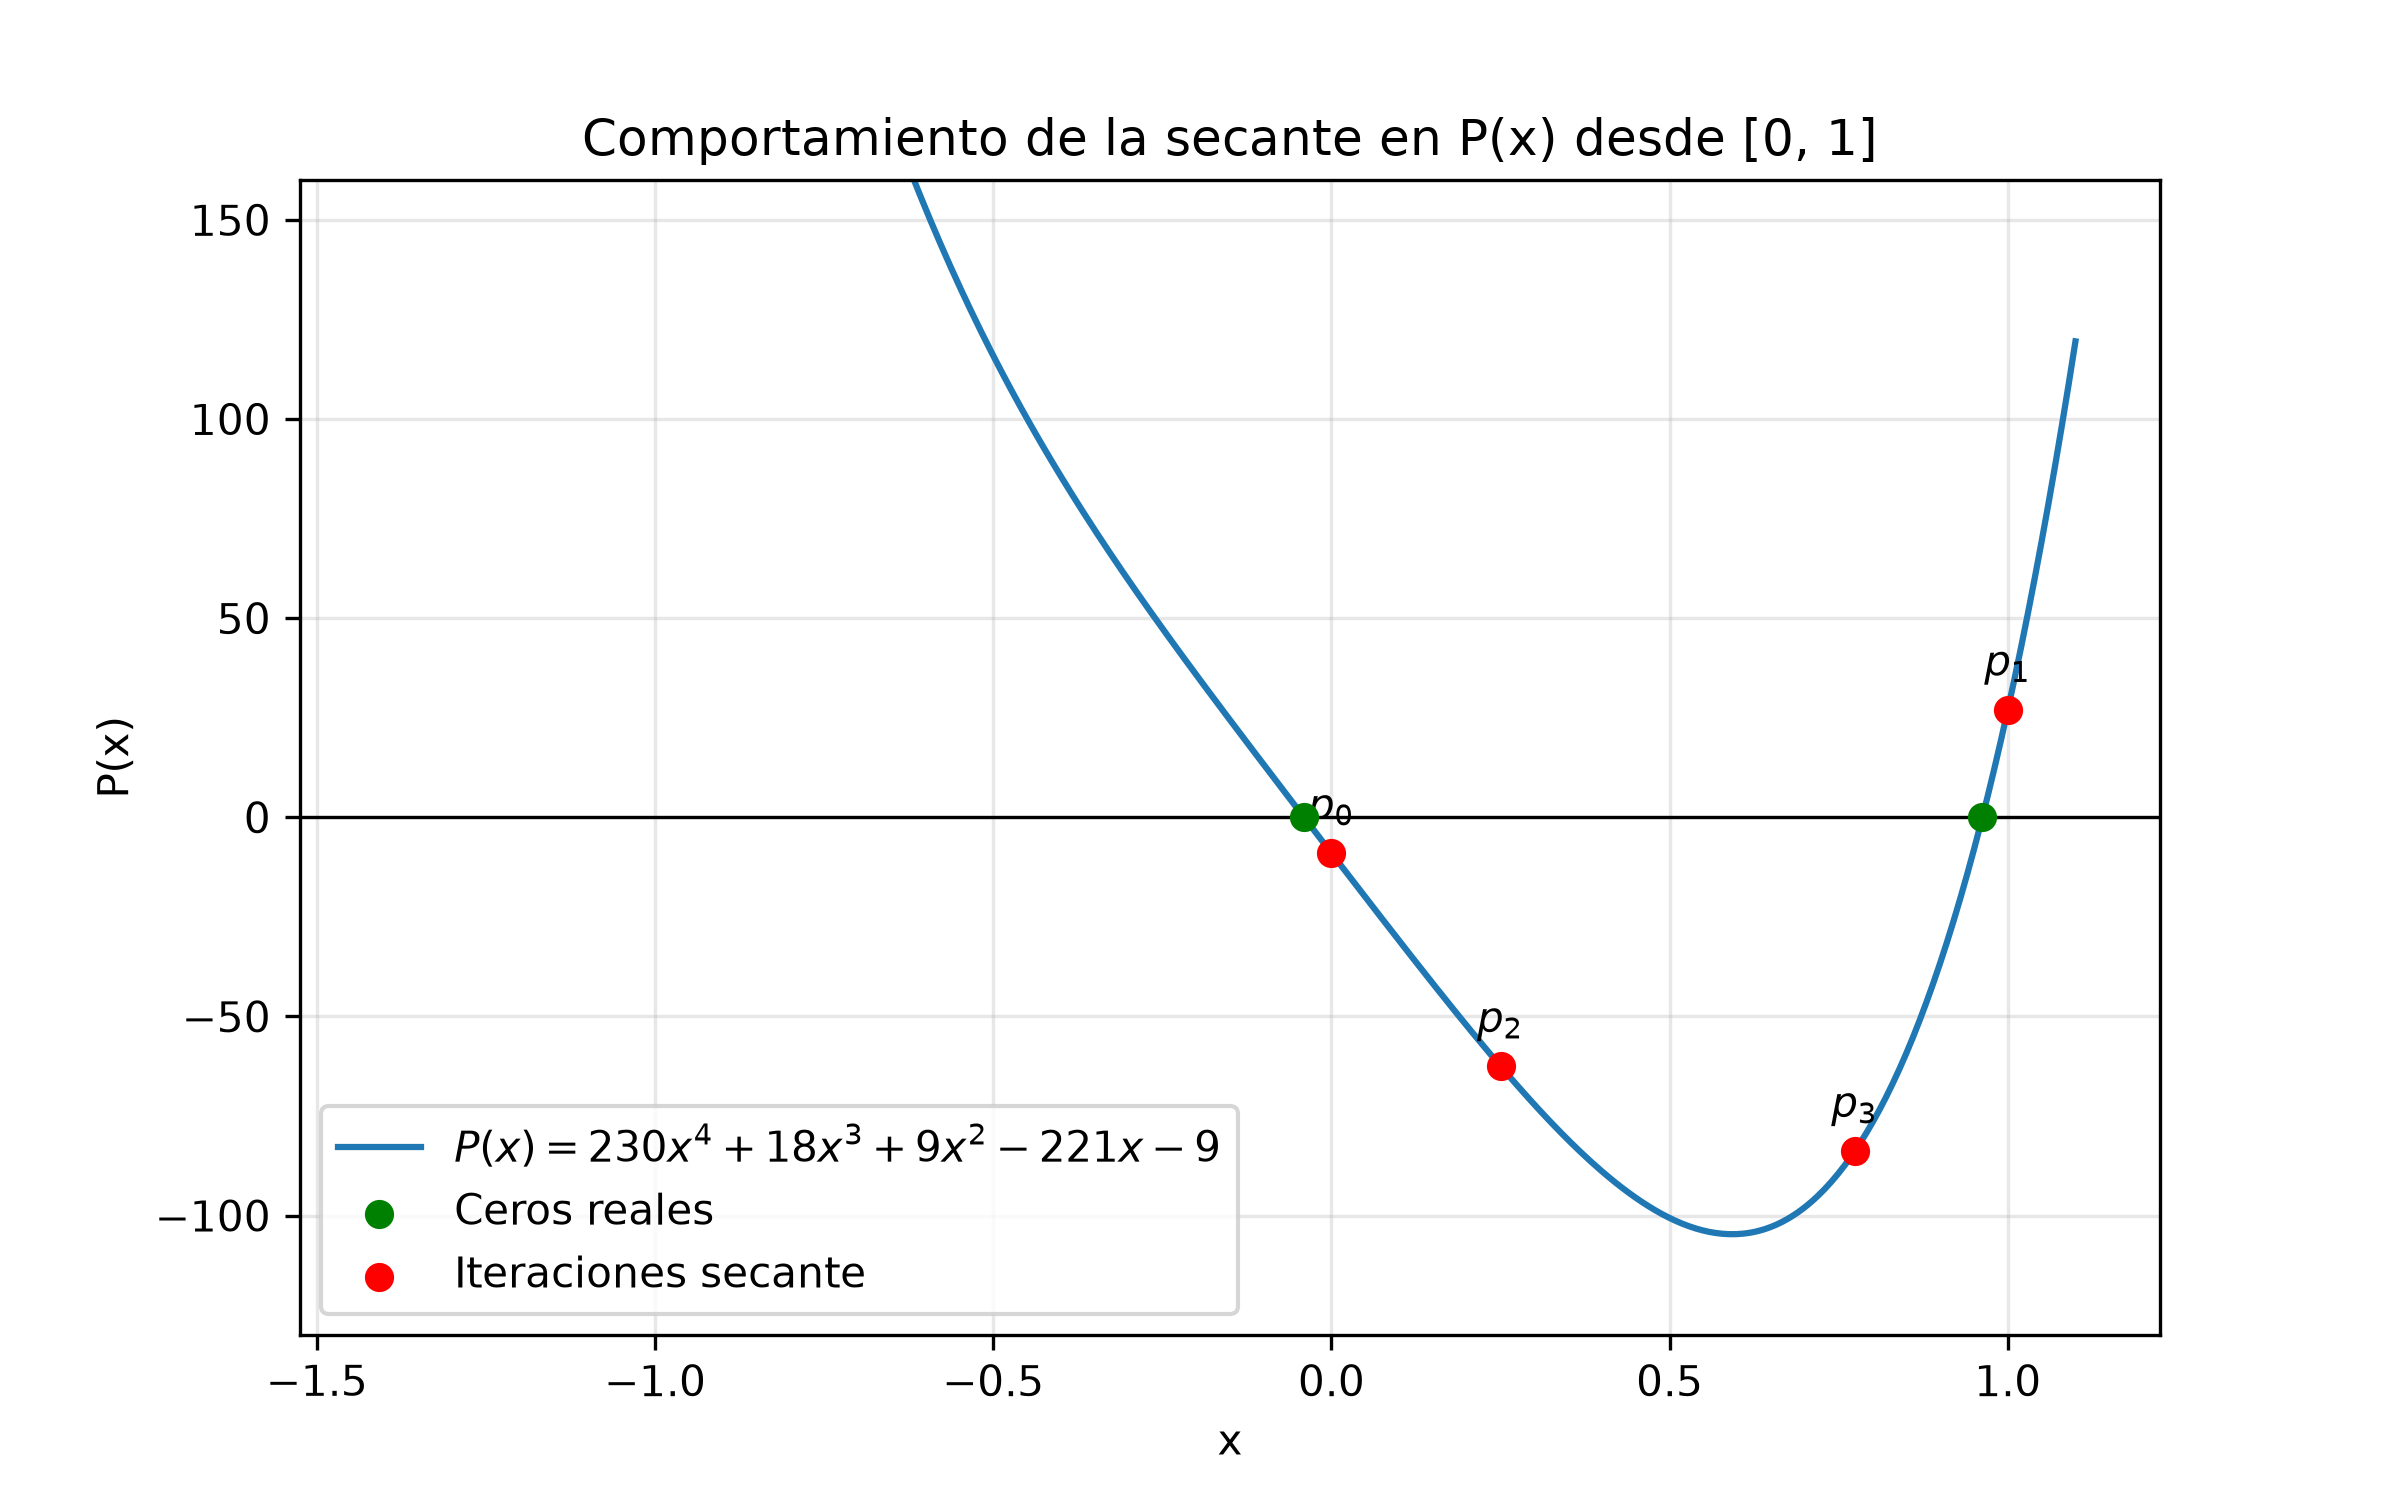 Comportamiento de la secante en P(x) desde [0, 1]
150
100
50
0
−50
−100
P(x)
p₁
p₀
p₂
p₃
P(x) = 230x⁴ + 18x³ + 9x² − 221x − 9
Ceros reales
Iteraciones secante
−1.5 −1.0 −0.5 0.0 0.5 1.0
x